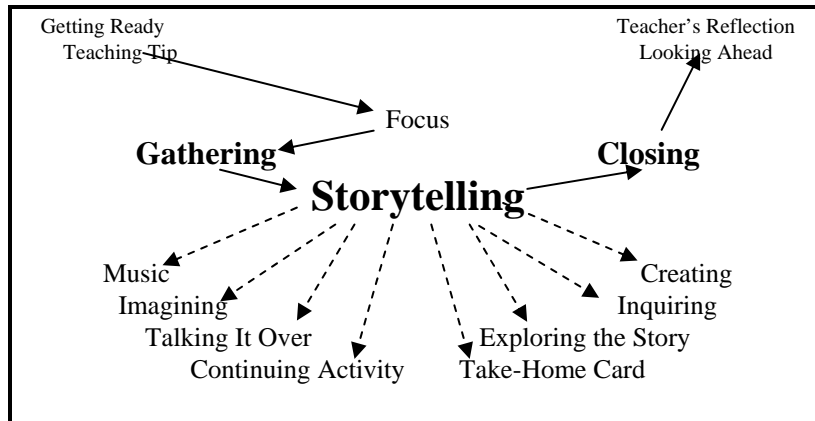 Getting Ready
Teaching Tip
Teacher's Reflection
Looking Ahead
Focus
Gathering
Closing
Storytelling
Music
Creating
Imagining
Inquiring
Talking It Over
Exploring the Story
Continuing Activity
Take-Home Card